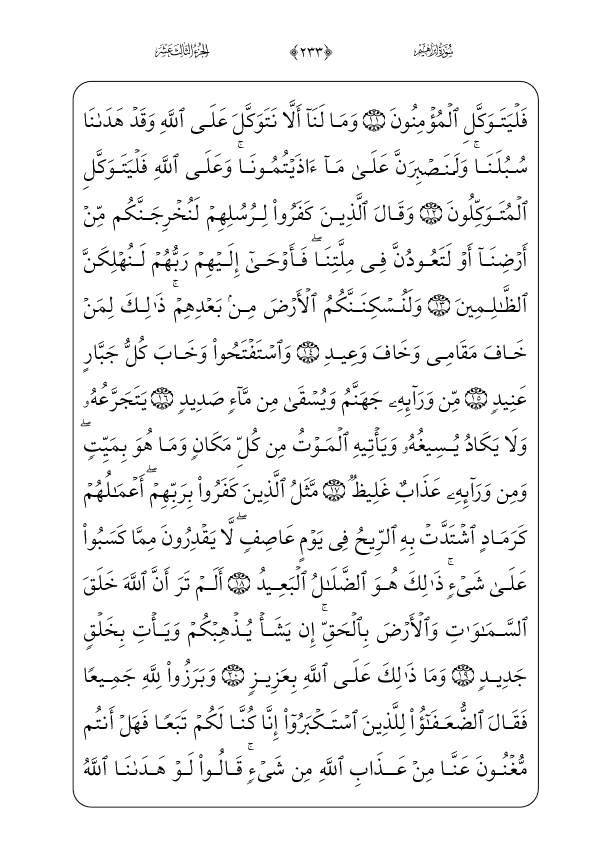 سُورَةُ إِبۡرَاهِيم ﴿٢٣٣﴾ الجُزۡءُ الثَّالِثَ عَشَرَ
فَلۡيَتَوَكَّلِ ٱلۡمُؤۡمِنُونَ ١١ وَمَا لَنَآ أَلَّا نَتَوَكَّلَ عَلَى ٱللَّهِ وَقَدۡ هَدَىٰنَا
سُبُلَنَاۚ وَلَنَصۡبِرَنَّ عَلَىٰ مَآ ءَاذَيۡتُمُونَاۚ وَعَلَى ٱللَّهِ فَلۡيَتَوَكَّلِ
ٱلۡمُتَوَكِّلُونَ ١٢ وَقَالَ ٱلَّذِينَ كَفَرُواْ لِرُسُلِهِمۡ لَنُخۡرِجَنَّكُم مِّنۡ
أَرۡضِنَآ أَوۡ لَتَعُودُنَّ فِي مِلَّتِنَاۖ فَأَوۡحَىٰٓ إِلَيۡهِمۡ رَبُّهُمۡ لَنُهۡلِكَنَّ
ٱلظَّٰلِمِينَ ١٣ وَلَنُسۡكِنَنَّكُمُ ٱلۡأَرۡضَ مِنۢ بَعۡدِهِمۡۚ ذَٰلِكَ لِمَنۡ
خَافَ مَقَامِي وَخَافَ وَعِيدِ ١٤ وَٱسۡتَفۡتَحُواْ وَخَابَ كُلُّ جَبَّارٍ
عَنِيدٖ ١٥ مِّن وَرَآئِهِۦ جَهَنَّمُ وَيُسۡقَىٰ مِن مَّآءٖ صَدِيدٖ ١٦ يَتَجَرَّعُهُۥ
وَلَا يَكَادُ يُسِيغُهُۥ وَيَأۡتِيهِ ٱلۡمَوۡتُ مِن كُلِّ مَكَانٖ وَمَا هُوَ بِمَيِّتٖۖ
وَمِن وَرَآئِهِۦ عَذَابٌ غَلِيظٞ ١٧ مَّثَلُ ٱلَّذِينَ كَفَرُواْ بِرَبِّهِمۡۖ أَعۡمَٰلُهُمۡ
كَرَمَادٍ ٱشۡتَدَّتۡ بِهِ ٱلرِّيحُ فِي يَوۡمٍ عَاصِفٖۖ لَّا يَقۡدِرُونَ مِمَّا كَسَبُواْ
عَلَىٰ شَيۡءٖۚ ذَٰلِكَ هُوَ ٱلضَّلَٰلُ ٱلۡبَعِيدُ ١٨ أَلَمۡ تَرَ أَنَّ ٱللَّهَ خَلَقَ
ٱلسَّمَٰوَٰتِ وَٱلۡأَرۡضَ بِٱلۡحَقِّۚ إِن يَشَأۡ يُذۡهِبۡكُمۡ وَيَأۡتِ بِخَلۡقٖ
جَدِيدٖ ١٩ وَمَا ذَٰلِكَ عَلَى ٱللَّهِ بِعَزِيزٖ ٢٠ وَبَرَزُواْ لِلَّهِ جَمِيعٗا
فَقَالَ ٱلضُّعَفَٰٓؤُاْ لِلَّذِينَ ٱسۡتَكۡبَرُوٓاْ إِنَّا كُنَّا لَكُمۡ تَبَعٗا فَهَلۡ أَنتُم
مُّغۡنُونَ عَنَّا مِنۡ عَذَابِ ٱللَّهِ مِن شَيۡءٖۚ قَالُواْ لَوۡ هَدَىٰنَا ٱللَّهُ